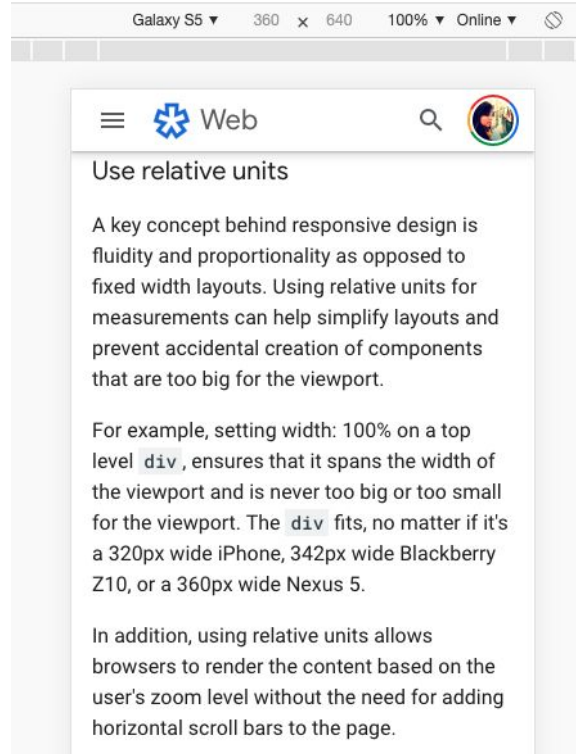 Galaxy S5 ▼ 360 x 640 100% ▼ Online ▼
Web
Use relative units
A key concept behind responsive design is
fluidity and proportionality as opposed to
fixed width layouts. Using relative units for
measurements can help simplify layouts and
prevent accidental creation of components
that are too big for the viewport.
For example, setting width: 100% on a top
level div, ensures that it spans the width of
the viewport and is never too big or too small
for the viewport. The div fits, no matter if it's
a 320px wide iPhone, 342px wide Blackberry
Z10, or a 360px wide Nexus 5.
In addition, using relative units allows
browsers to render the content based on the
user's zoom level without the need for adding
horizontal scroll bars to the page.